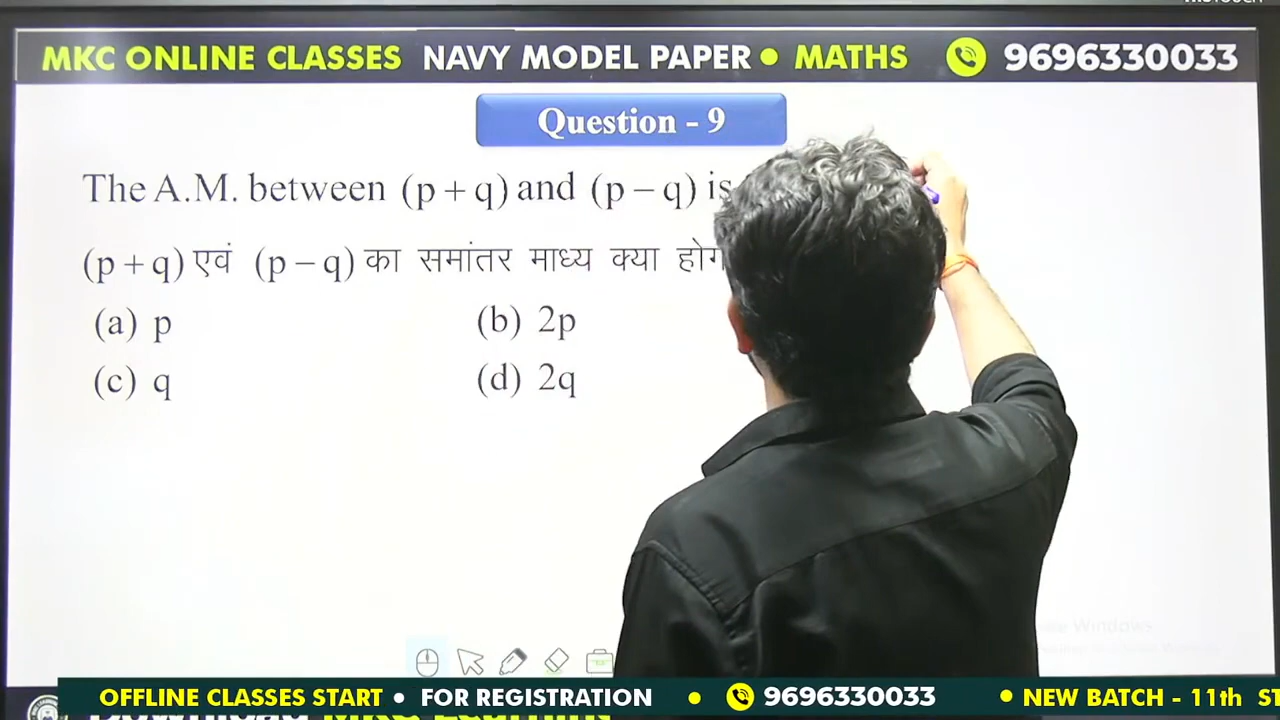 MKC ONLINE CLASSES NAVY MODEL PAPER • MATHS 9696330033
Question - 9
The A.M. between (p + q) and (p − q) is
(p + q) एवं (p − q) का समांतर माध्य क्या
(a) p (b) 2p
(c) q (d) 2q
OFFLINE CLASSES START • FOR REGISTRATION • 9696330033 • NEW BATCH - 11th